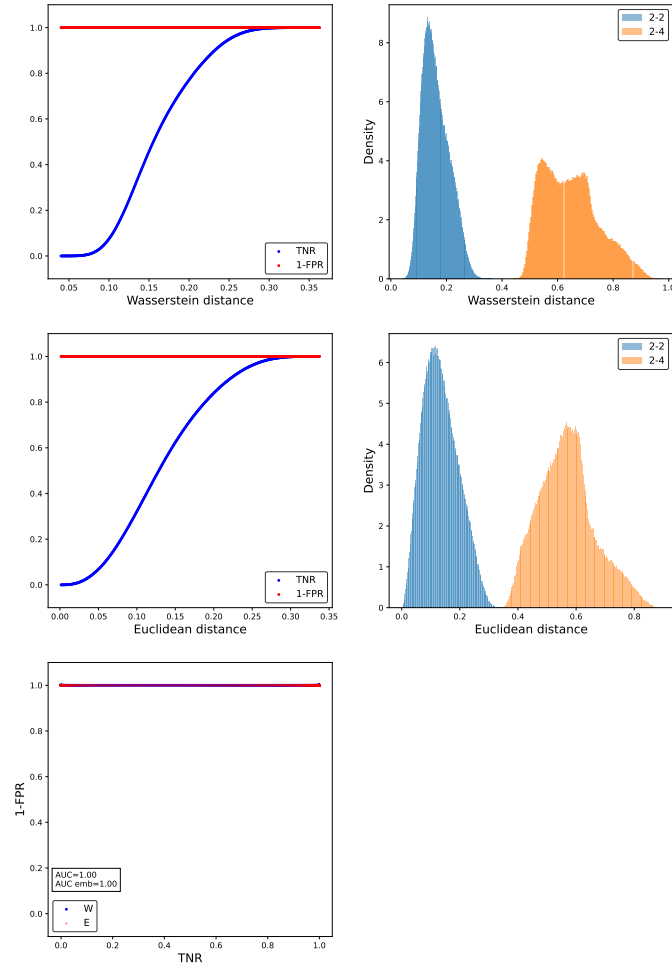 1.0
0.8
0.6
0.4
0.2
0.0
TNR
1-FPR
0.05 0.10 0.15 0.20 0.25 0.30 0.35
Wasserstein distance
Density
8
6
4
2
0
2-2
2-4
0.0 0.2 0.4 0.6 0.8 1.0
Wasserstein distance
1.0
0.8
0.6
0.4
0.2
0.0
TNR
1-FPR
0.00 0.05 0.10 0.15 0.20 0.25 0.30 0.35
Euclidean distance
Density
6
5
4
3
2
1
0
2-2
2-4
0.0 0.2 0.4 0.6 0.8
Euclidean distance
1-FPR
1.0
0.8
0.6
0.4
0.2
0.0
AUC=1.00
AUC emb=1.00
W
E
0.0 0.2 0.4 0.6 0.8 1.0
TNR